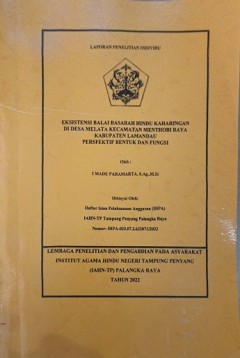 LAPORAN PENELITIAN INDIVIDU
EKSISTENSI BALAI BASARAH HINDU KAHARINGAN
DI DESA MELATA KECAMATAN MENTHOBI RAYA
KABUPATEN LAMANDAU
PERSFEKTIF BENTUK DAN FUNGSI
Oleh :
I MADE PARAMARTA, S.Ag.,M.Si
Dibiayai Oleh:
Daftar Isian Pelaksanaan Anggaran (DIPA)
IAHN-TP Tampung Penyang Palangka Raya
LEMBAGA PENELITIAN DAN PENGABDIAN PADA ASYARAKAT
INSTITUT AGAMA HINDU NEGERI TAMPUNG PENYANG
(IAHN-TP) PALANGKA RAYA
TAHUN 2022